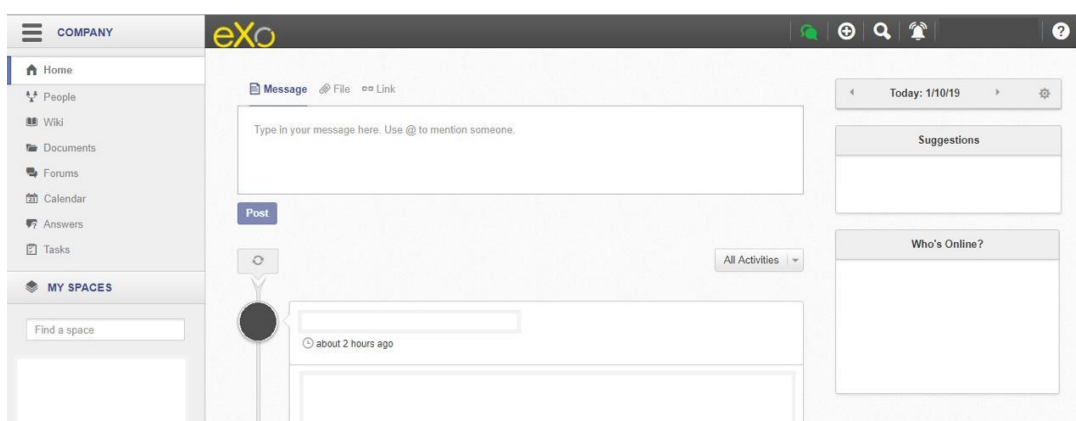 COMPANY
eXo
?
Home
People
Wiki
Documents
Forums
Calendar
Answers
Tasks
MY SPACES
Find a space
Message File Link
Type in your message here. Use @ to mention someone.
Post
All Activities
about 2 hours ago
Today: 1/10/19
Suggestions
Who's Online?